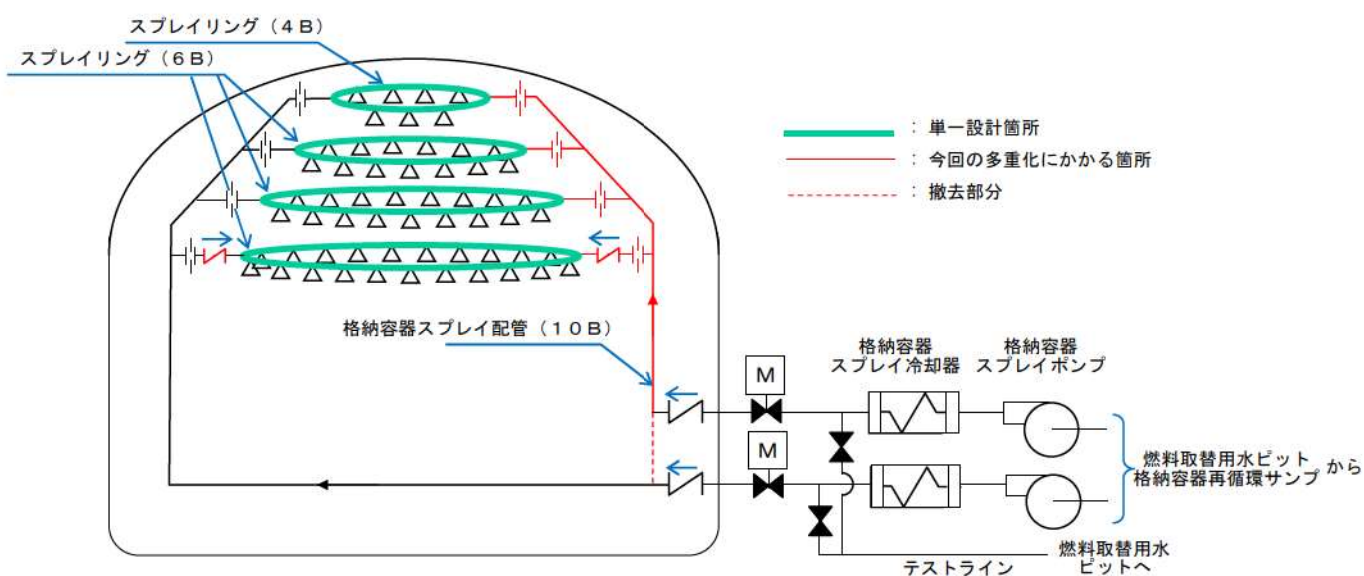 スプレイリング（４Ｂ）
スプレイリング（６Ｂ）
：単一設計箇所
：今回の多重化にかかる箇所
：撤去部分
格納容器スプレイ配管（１０Ｂ）
格納容器
スプレイ冷却器
格納容器
スプレイポンプ
M
M
燃料取替用水ピット
格納容器再循環サンプ
から
燃料取替用水
ピットへ
テストライン